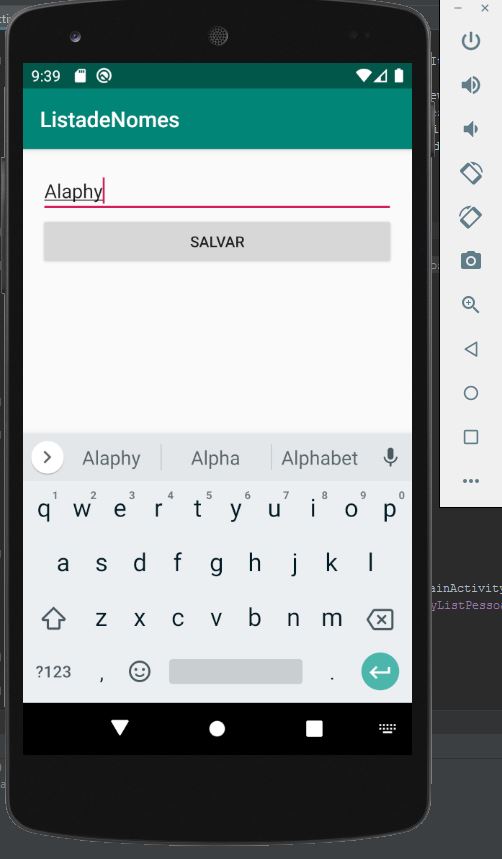 9:39
ListadeNomes
Alaphy
SALVAR
Alaphy Alpha Alphabet
q1 w2 e3 r4 t5 y6 u7 i8 o9 p0
a s d f g h j k l
z x c v b n m
?123 , .
ainActivity
yListPesso